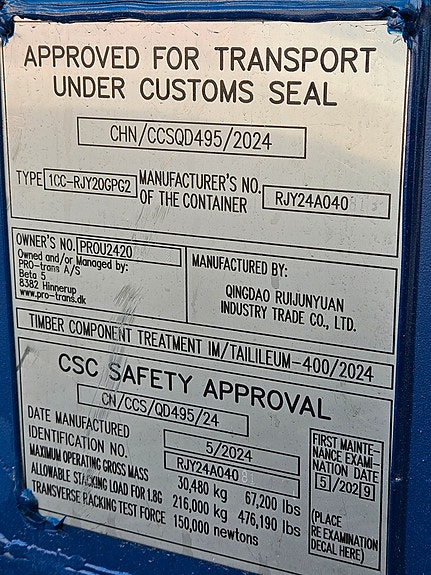 APPROVED FOR TRANSPORT
UNDER CUSTOMS SEAL
CHN/CCSQD495/2024
TYPE 1CC-RJY20GPG2
MANUFACTURER'S NO.
OF THE CONTAINER
RJY24A040
OWNER'S NO. PROU2420
Owned and/or Managed by:
PRO-trans A/S
Beta 5
8382 Hinnerup
www.pro-trans.dk
MANUFACTURED BY:
QINGDAO RUIJUNYUAN
INDUSTRY TRADE CO., LTD.
TIMBER COMPONENT TREATMENT IM/TAILILEUM-400/2024
CSC SAFETY APPROVAL
CN/CCS/QD495/24
DATE MANUFACTURED 5/2024
IDENTIFICATION NO. RJY24A040
MAXIMUM OPERATING GROSS MASS 30,480 kg 67,200 lbs
ALLOWABLE STACKING LOAD FOR 1.8G 216,000 kg 476,190 lbs
TRANSVERSE RACKING TEST FORCE 150,000 newtons
FIRST MAINTE-
NANCE EXAMI-
NATION DATE
5/2029
(PLACE
RE EXAMINATION
DECAL HERE)